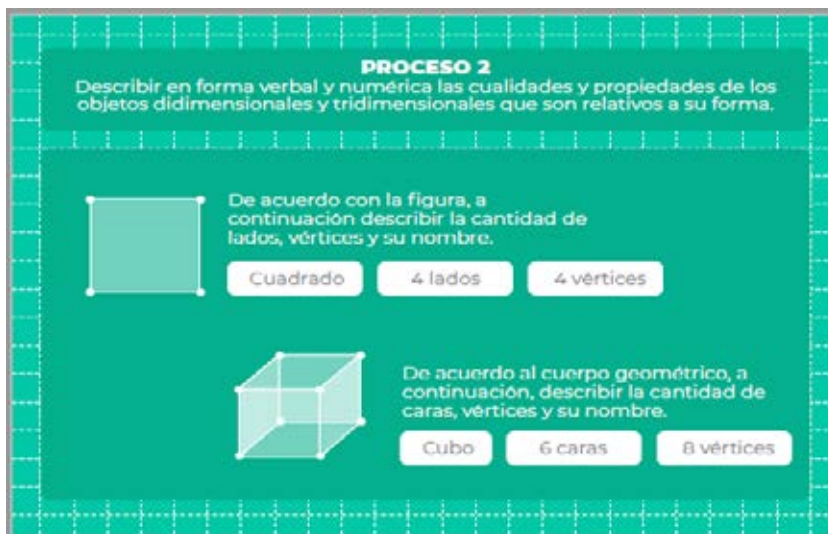 PROCESO 2
Describir en forma verbal y numérica las cualidades y propiedades de los
objetos didimensionales y tridimensionales que son relativos a su forma.
De acuerdo con la figura, a
continuación describir la cantidad de
lados, vértices y su nombre.
Cuadrado 4 lados 4 vértices
De acuerdo al cuerpo geométrico, a
continuación, describir la cantidad de
caras, vértices y su nombre.
Cubo 6 caras 8 vértices